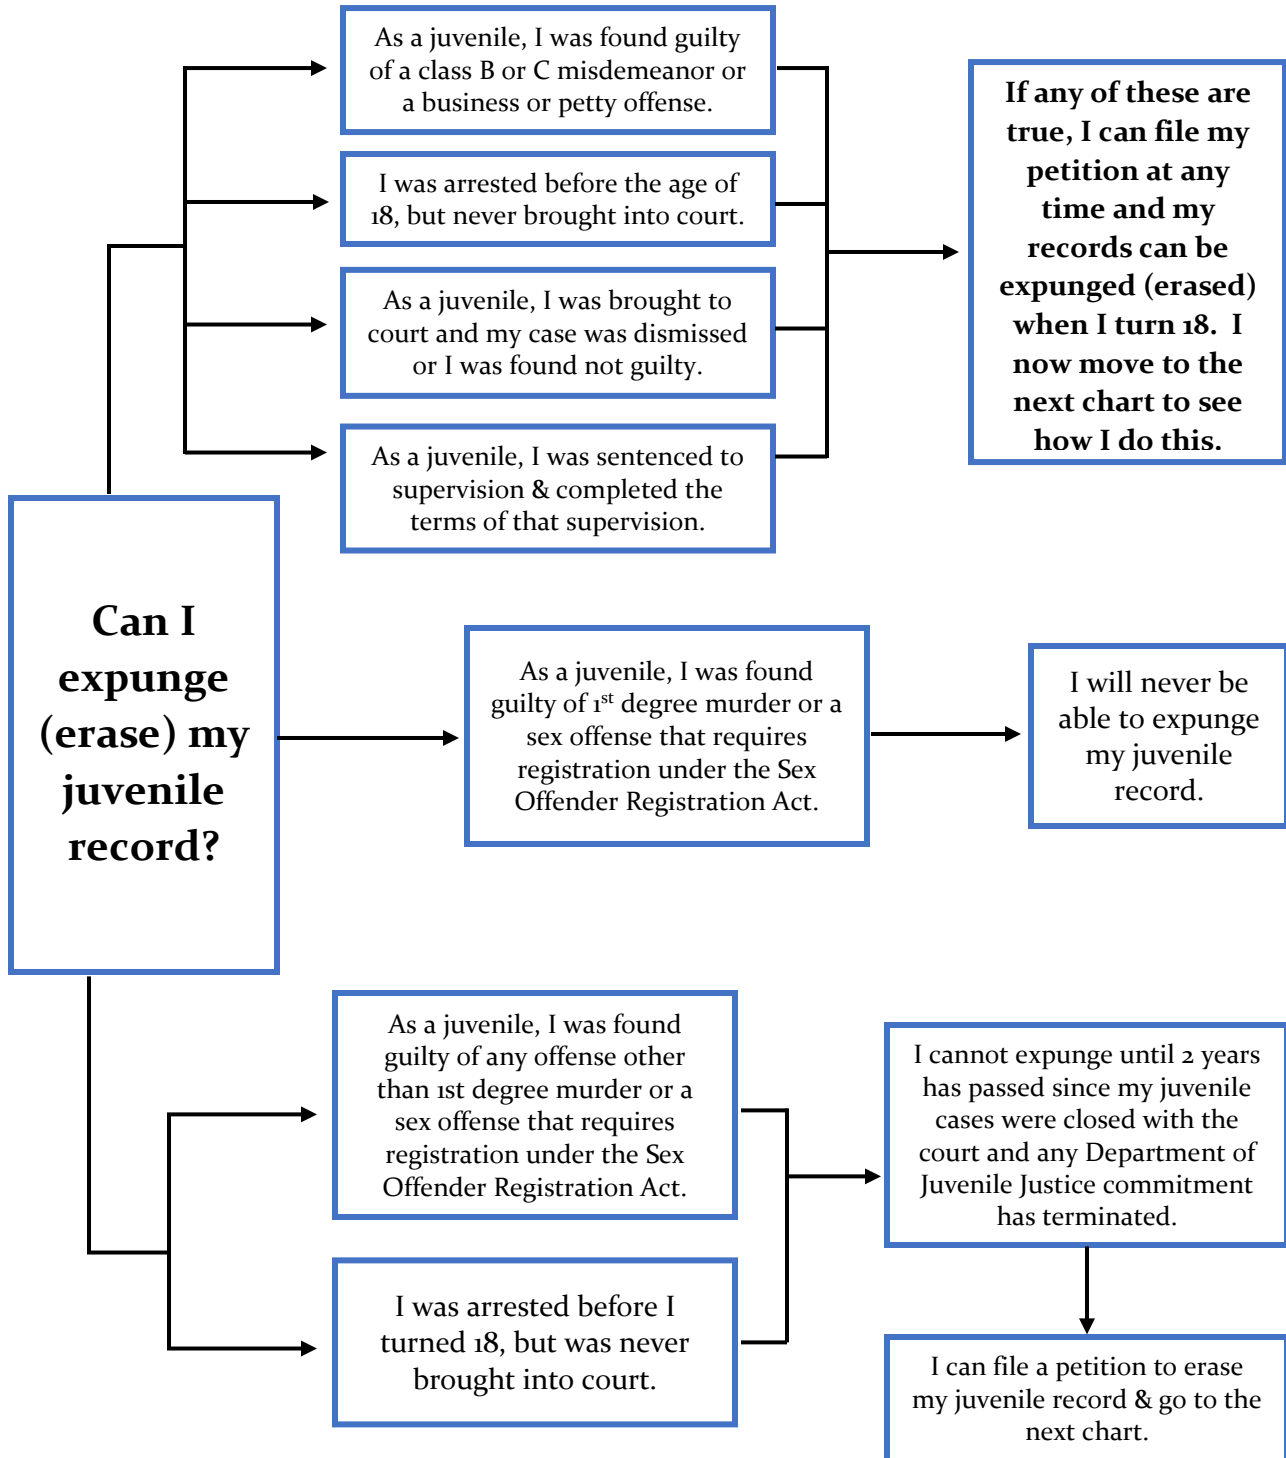 As a juvenile, I was found guilty
of a class B or C misdemeanor or
a business or petty offense.
I was arrested before the age of
18, but never brought into court.
As a juvenile, I was brought to
court and my case was dismissed
or I was found not guilty.
As a juvenile, I was sentenced to
supervision & completed the
terms of that supervision.
If any of these are
true, I can file my
petition at any
time and my
records can be
expunged (erased)
when I turn 18.  I
now move to the
next chart to see
how I do this.
Can I
expunge
(erase) my
juvenile
record?
As a juvenile, I was found
guilty of 1st degree murder or a
sex offense that requires
registration under the Sex
Offender Registration Act.
I will never be
able to expunge
my juvenile
record.
As a juvenile, I was found
guilty of any offense other
than 1st degree murder or a
sex offense that requires
registration under the Sex
Offender Registration Act.
I was arrested before I
turned 18, but was never
brought into court.
I cannot expunge until 2 years
has passed since my juvenile
cases were closed with the
court and any Department of
Juvenile Justice commitment
has terminated.
I can file a petition to erase
my juvenile record & go to the
next chart.